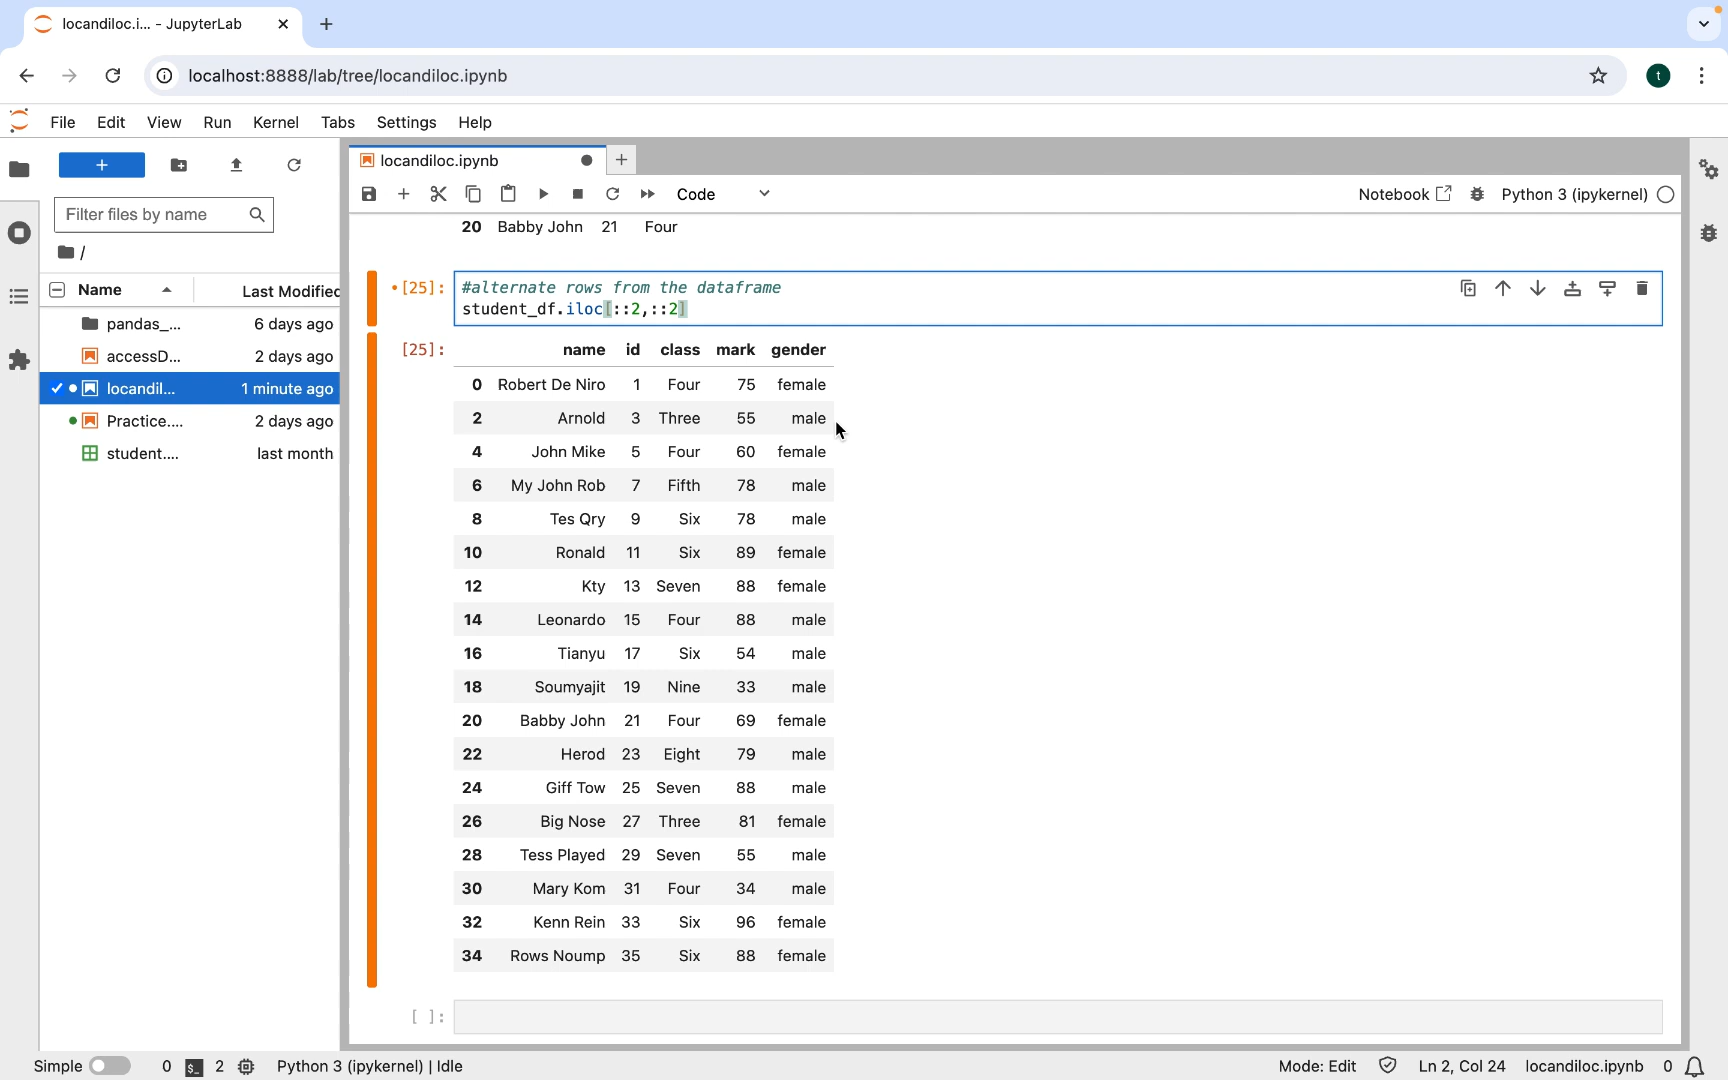 locandiloc.i... - JupyterLab
localhost:8888/lab/tree/locandiloc.ipynb
t
File Edit View Run Kernel Tabs Settings Help
+
Filter files by name
/
Name Last Modified
pandas_... 6 days ago
accessD... 2 days ago
locandil... 1 minute ago
Practice.... 2 days ago
student.... last month
locandiloc.ipynb
Code
Notebook Python 3 (ipykernel)
20 Babby John 21 Four
[25]: #alternate rows from the dataframe
student_df.iloc[::2,::2]
[25]: name id class mark gender
0 Robert De Niro 1 Four 75 female
2 Arnold 3 Three 55 male
4 John Mike 5 Four 60 female
6 My John Rob 7 Fifth 78 male
8 Tes Qry 9 Six 78 male
10 Ronald 11 Six 89 female
12 Kty 13 Seven 88 female
14 Leonardo 15 Four 88 male
16 Tianyu 17 Six 54 male
18 Soumyajit 19 Nine 33 male
20 Babby John 21 Four 69 female
22 Herod 23 Eight 79 male
24 Giff Tow 25 Seven 88 male
26 Big Nose 27 Three 81 female
28 Tess Played 29 Seven 55 male
30 Mary Kom 31 Four 34 male
32 Kenn Rein 33 Six 96 female
34 Rows Noump 35 Six 88 female
[ ]:
Simple 0 2 Python 3 (ipykernel) | Idle Mode: Edit Ln 2, Col 24 locandiloc.ipynb 0